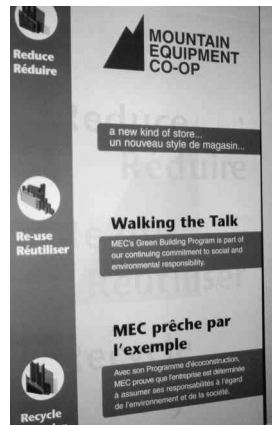 Reduce
Réduire
MOUNTAIN
EQUIPMENT
CO-OP
Reduce
a new kind of store...
un nouveau style de magasin...
Réduire
Re-use
Réutiliser
Walking the Talk
MEC's Green Building Program is part of
our continuing commitment to social and
environmental responsibility.
Réutiliser
MEC prêche par
l'exemple
Avec son Programme d'écoconstruction,
MEC prouve que l'entreprise est déterminée
à assumer ses responsabilités à l'égard
de l'environnement et de la société.
Recycle